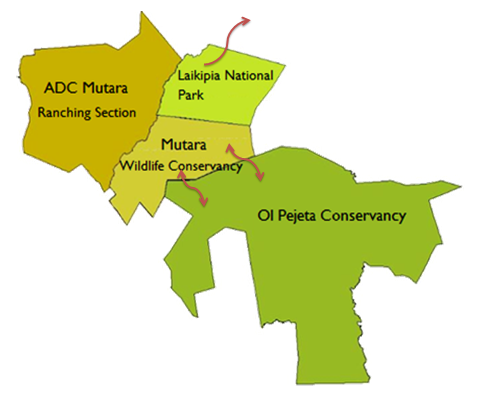 ADC Mutara
Ranching Section
Laikipia National
Park
Mutara
Wildlife Conservancy
Ol Pejeta Conservancy